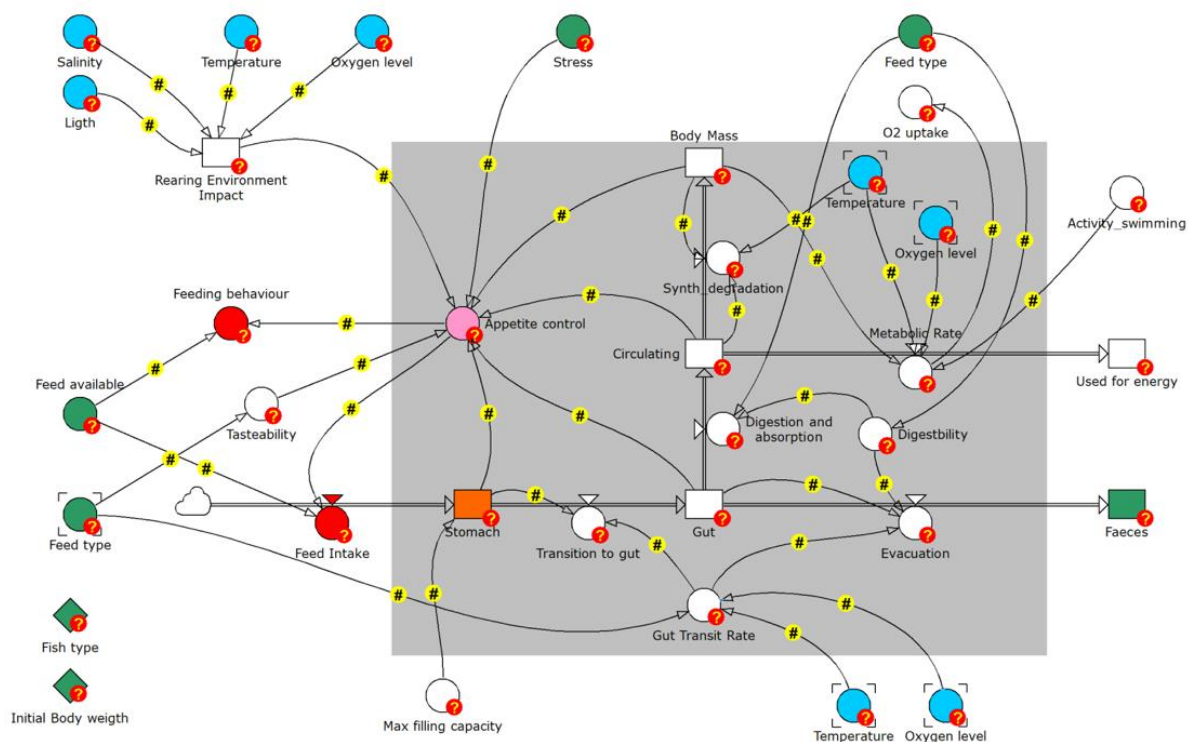 Salinity
Temperature
Oxygen level
Stress
Feed type
Ligth
O2 uptake
Body Mass
Rearing Environment
Impact
Temperature
Activity_swimming
Oxygen level
Synth_degradation
Feeding behaviour
Appetite control
Metabolic Rate
Circulating
Used for energy
Feed available
Tasteability
Digestion and
absorption
Digestbility
Feed type
Feed Intake
Stomach
Transition to gut
Gut
Evacuation
Faeces
Gut Transit Rate
Fish type
Initial Body weigth
Max filling capacity
Temperature
Oxygen level